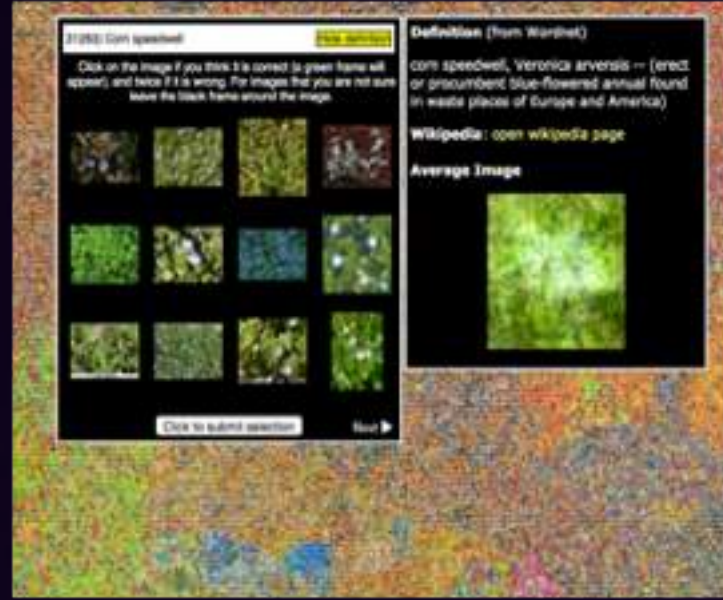 Corn speedwell
Click on the image if you think it is correct (a green frame will
appear), and twice if it is wrong. For images that you are not sure
leave the black frame around the image.
Click to submit selection
Next
Definition (from Wordnet)
corn speedwell, Veronica arvensis -- (erect
or procumbent blue-flowered annual found
in waste places of Europe and America)
Wikipedia: open wikipedia page
Average Image